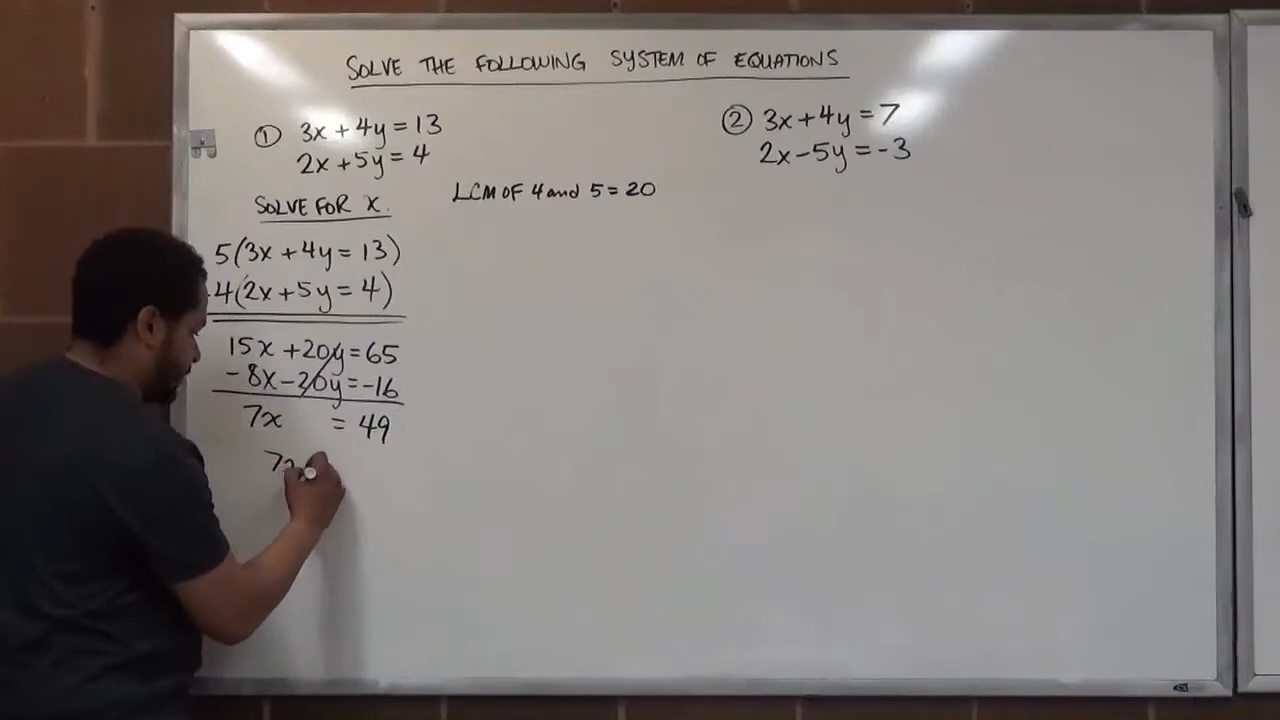 SOLVE THE FOLLOWING SYSTEM OF EQUATIONS
① 3x + 4y = 13
2x + 5y = 4
SOLVE FOR X.
LCM OF 4 and 5 = 20
5(3x + 4y = 13)
-4(2x + 5y = 4)
15x + 20y = 65
-8x - 20y = -16
7x = 49
7x
② 3x + 4y = 7
2x - 5y = -3